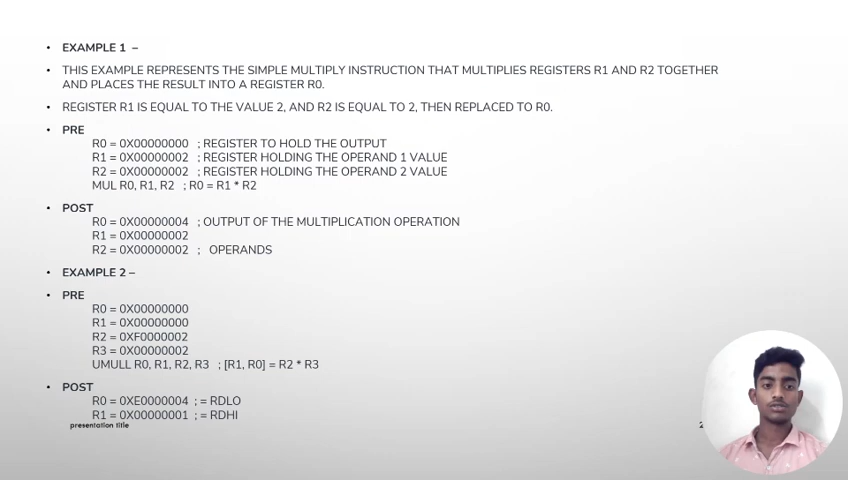 • EXAMPLE 1 –
• THIS EXAMPLE REPRESENTS THE SIMPLE MULTIPLY INSTRUCTION THAT MULTIPLIES REGISTERS R1 AND R2 TOGETHER
AND PLACES THE RESULT INTO A REGISTER R0.
• REGISTER R1 IS EQUAL TO THE VALUE 2, AND R2 IS EQUAL TO 2, THEN REPLACED TO R0.
• PRE
R0 = 0X00000000 ; REGISTER TO HOLD THE OUTPUT
R1 = 0X00000002 ; REGISTER HOLDING THE OPERAND 1 VALUE
R2 = 0X00000002 ; REGISTER HOLDING THE OPERAND 2 VALUE
MUL R0, R1, R2 ; R0 = R1 * R2
• POST
R0 = 0X00000004 ; OUTPUT OF THE MULTIPLICATION OPERATION
R1 = 0X00000002
R2 = 0X00000002 ; OPERANDS
• EXAMPLE 2 –
• PRE
R0 = 0X00000000
R1 = 0X00000000
R2 = 0XF0000002
R3 = 0X00000002
UMULL R0, R1, R2, R3 ; [R1, R0] = R2 * R3
• POST
R0 = 0XE0000004 ; = RDLO
R1 = 0X00000001 ; = RDHI
presentation title